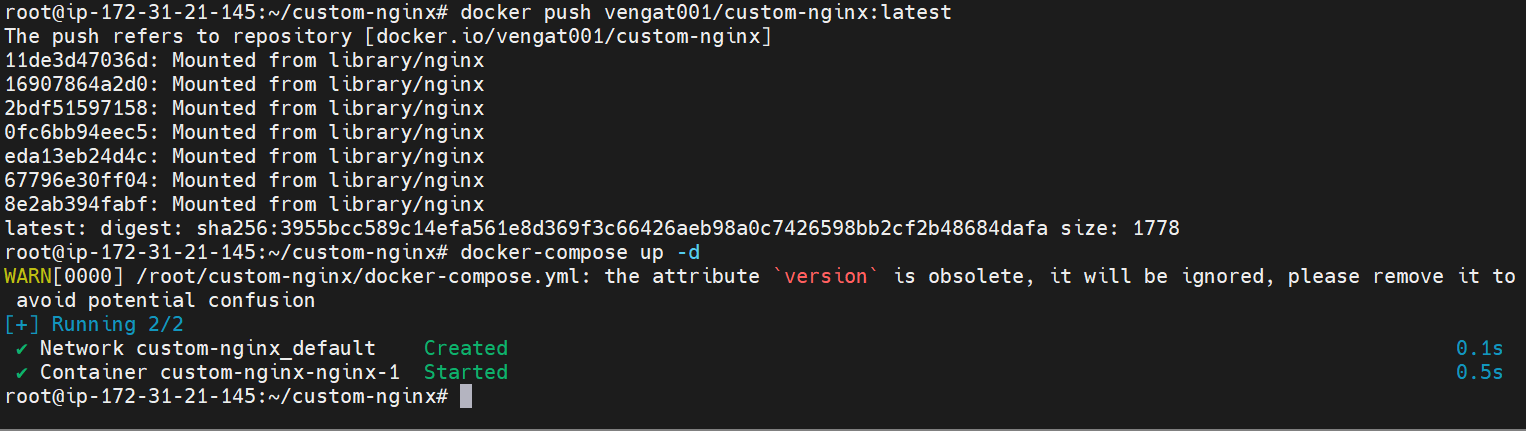 root@ip-172-31-21-145:~/custom-nginx# docker push vengat001/custom-nginx:latest
The push refers to repository [docker.io/vengat001/custom-nginx]
11de3d47036d: Mounted from library/nginx
16907864a2d0: Mounted from library/nginx
2bdf51597158: Mounted from library/nginx
0fc6bb94eec5: Mounted from library/nginx
eda13eb24d4c: Mounted from library/nginx
67796e30ff04: Mounted from library/nginx
8e2ab394fabf: Mounted from library/nginx
latest: digest: sha256:3955bcc589c14efa561e8d369f3c66426aeb98a0c7426598bb2cf2b48684dafa size: 1778
root@ip-172-31-21-145:~/custom-nginx# docker-compose up -d
WARN[0000] /root/custom-nginx/docker-compose.yml: the attribute `version` is obsolete, it will be ignored, please remove it to
 avoid potential confusion
[+] Running 2/2
 ✔ Network custom-nginx_default    Created    0.1s
 ✔ Container custom-nginx-nginx-1  Started    0.5s
root@ip-172-31-21-145:~/custom-nginx#